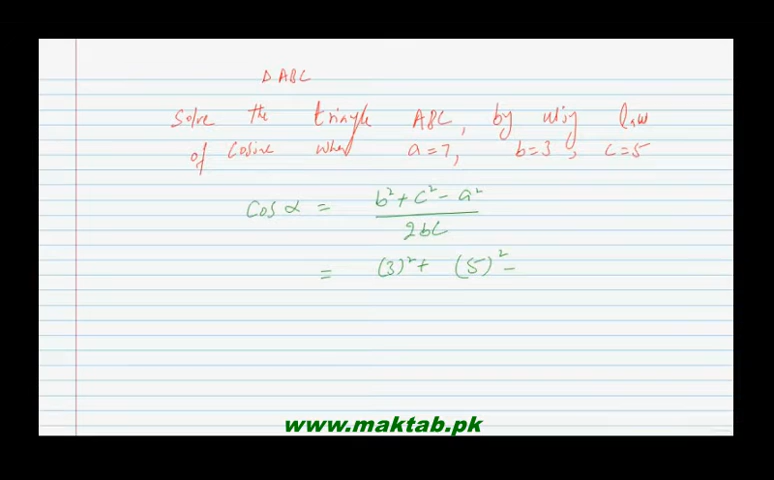 Δ ABC
Solve the triangle ABC, by using law
of Cosine when a = 7, b = 3, c = 5
Cos α = b² + c² - a² / 2bc
= (3)² + (5)² -
www.maktab.pk